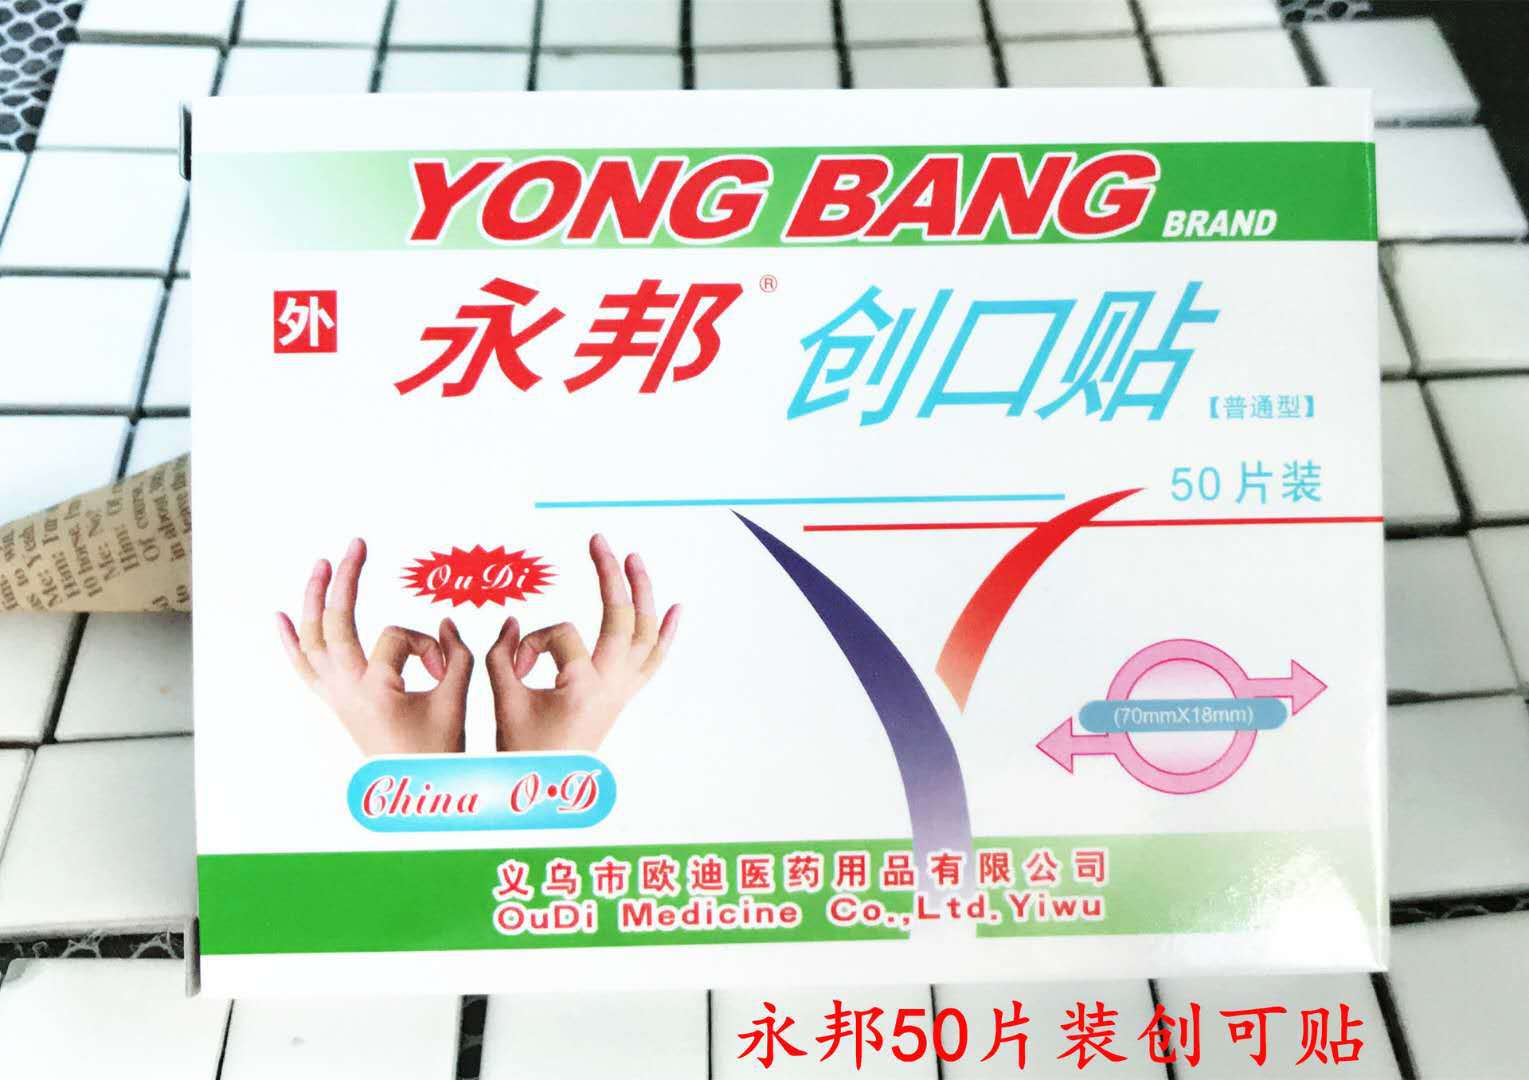 YONG BANG BRAND
外
永邦® 创口贴
【普通型】
50片装
OuDi
(70mmX18mm)
China O·D
义乌市欧迪医药用品有限公司
OuDi Medicine Co.,Ltd.Yiwu
永邦50片装创可贴